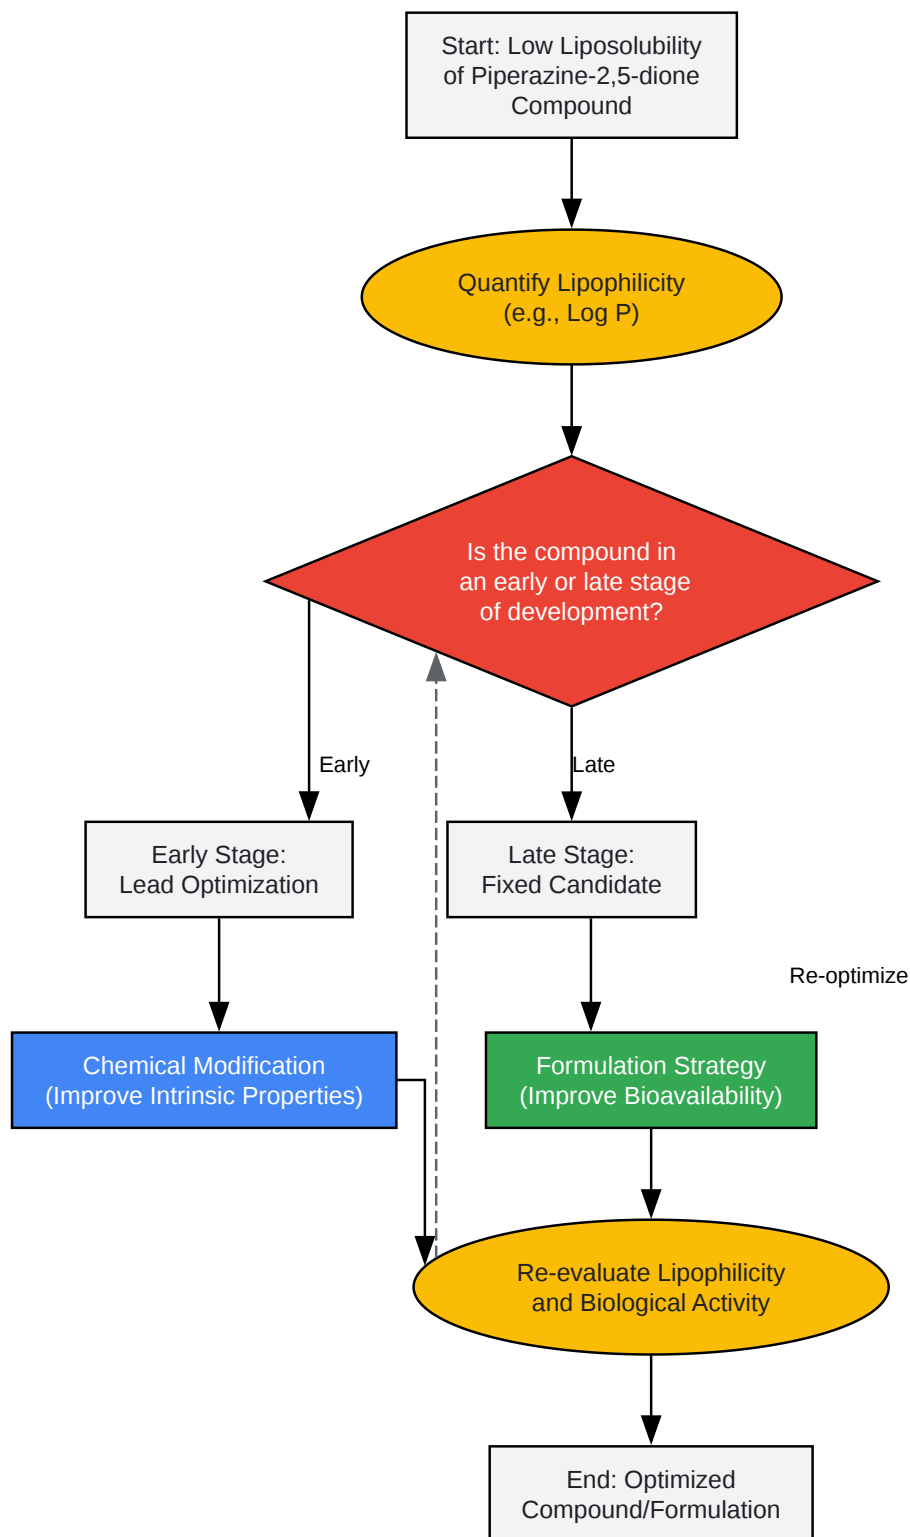 Start: Low Liposolubility
of Piperazine-2,5-dione
Compound
Quantify Lipophilicity
(e.g., Log P)
Is the compound in
an early or late stage
of development?
Early
Late
Early Stage:
Lead Optimization
Late Stage:
Fixed Candidate
Re-optimize
Chemical Modification
(Improve Intrinsic Properties)
Formulation Strategy
(Improve Bioavailability)
Re-evaluate Lipophilicity
and Biological Activity
End: Optimized
Compound/Formulation